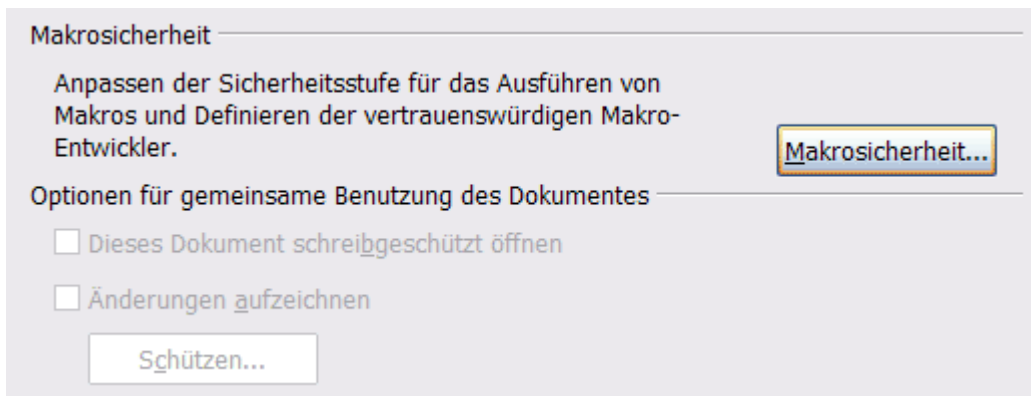 Makrosicherheit
Anpassen der Sicherheitsstufe für das Ausführen von
Makros und Definieren der vertrauenswürdigen Makro-
Entwickler.
Makrosicherheit...
Optionen für gemeinsame Benutzung des Dokumentes
Dieses Dokument schreibgeschützt öffnen
Änderungen aufzeichnen
Schützen...